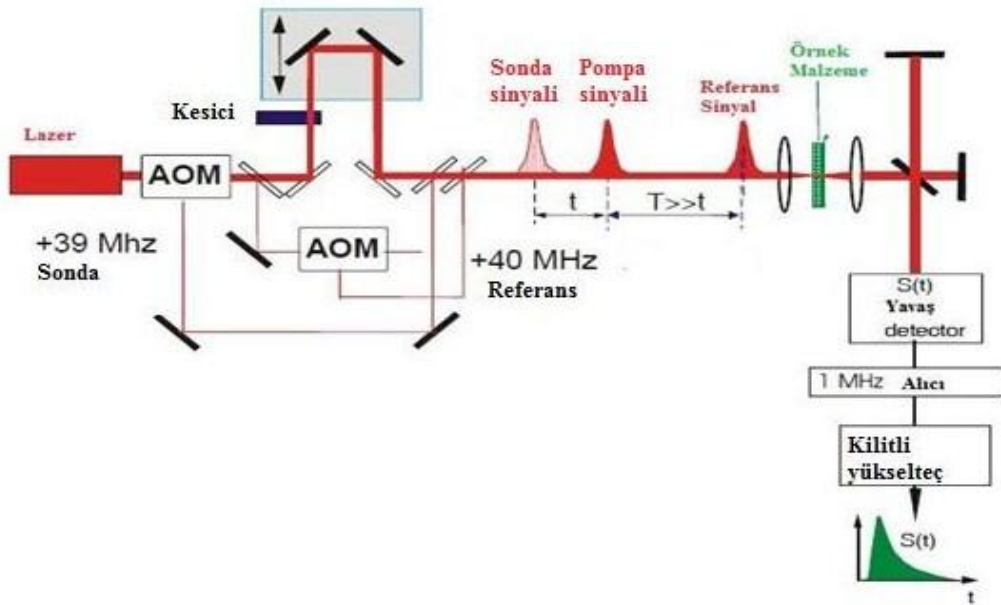 Sonda
sinyali
Pompa
sinyali
Referans
Sinyal
Örnek
Malzeme
Kesici
Lazer
AOM
t
T>>t
+39 Mhz
Sonda
AOM
+40 MHz
Referans
S(t)
Yavaş
detector
1 MHz Alıcı
Kilitli
yükselteç
S(t)
t